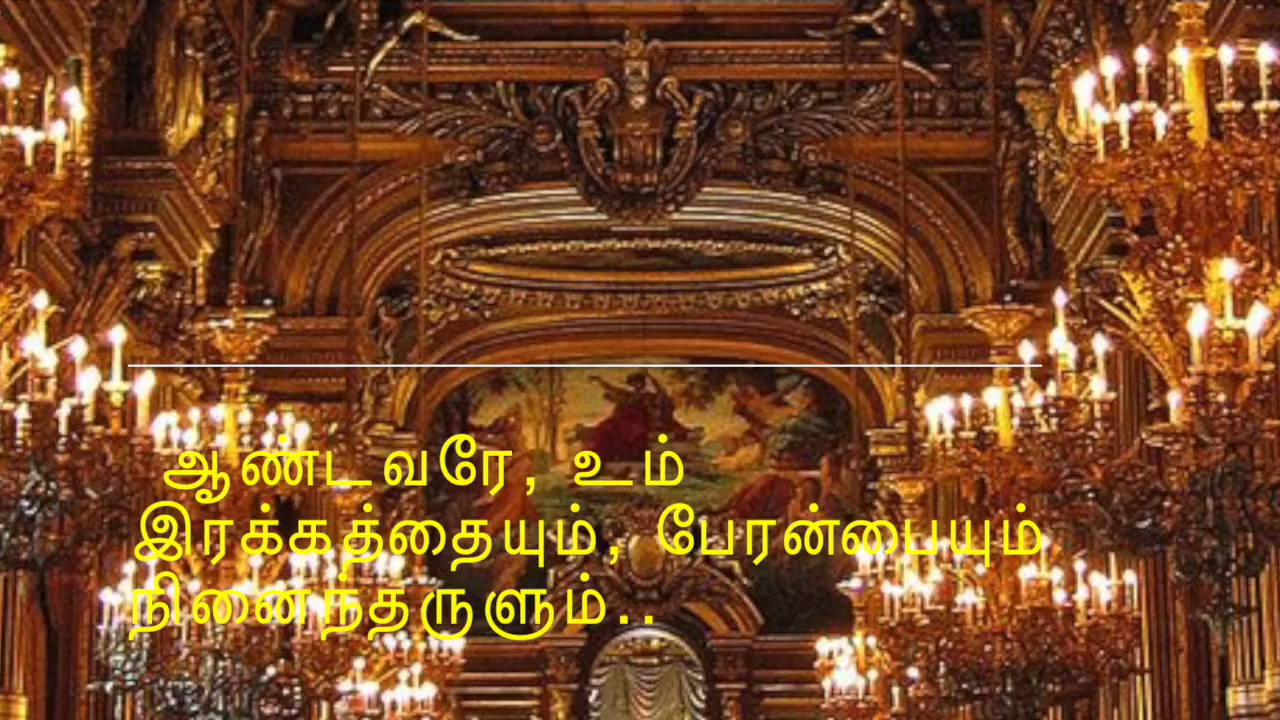 ஆண்டவரே, உம்
இரக்கத்தையும், பேரன்பையும்
நினைந்தருளும்..